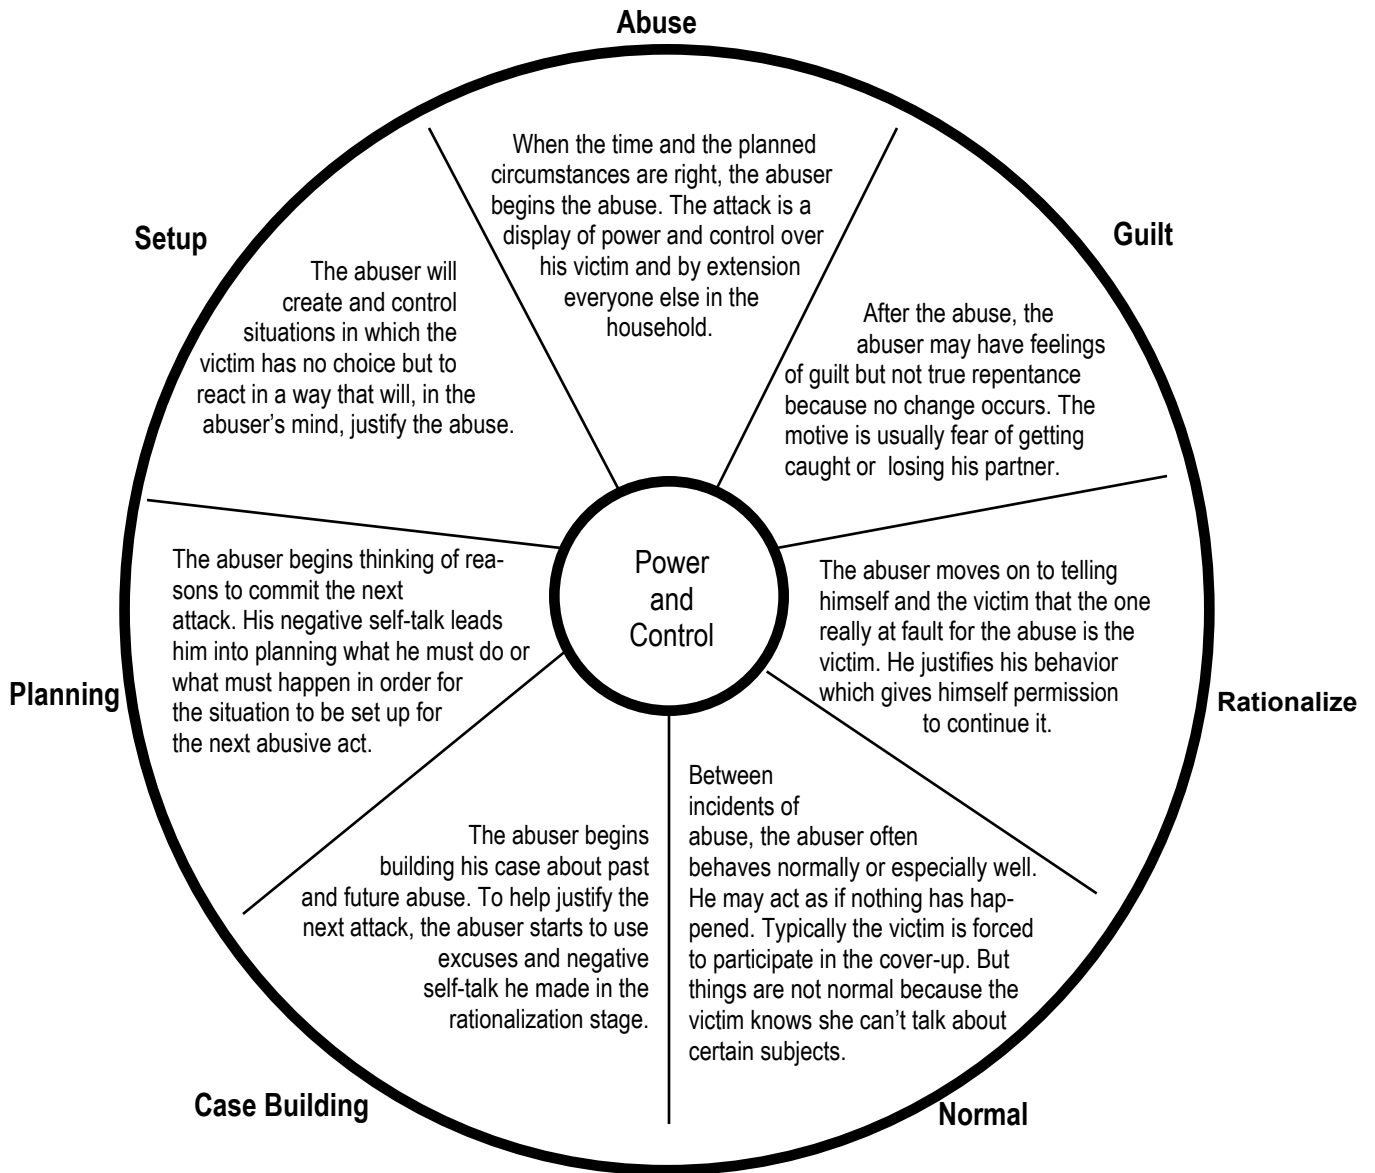 Abuse
When the time and the planned
circumstances are right, the abuser
begins the abuse. The attack is a
display of power and control over
his victim and by extension
everyone else in the
household.
Guilt
After the abuse, the
abuser may have feelings
of guilt but not true repentance
because no change occurs. The
motive is usually fear of getting
caught or  losing his partner.
Rationalize
The abuser moves on to telling
himself and the victim that the one
really at fault for the abuse is the
victim. He justifies his behavior
which gives himself permission
to continue it.
Normal
Between
incidents of
abuse, the abuser often
behaves normally or especially well.
He may act as if nothing has hap-
pened. Typically the victim is forced
to participate in the cover-up. But
things are not normal because the
victim knows she can’t talk about
certain subjects.
Case Building
The abuser begins
building his case about past
and future abuse. To help justify the
next attack, the abuser starts to use
excuses and negative
self-talk he made in the
rationalization stage.
Planning
The abuser begins thinking of rea-
sons to commit the next
attack. His negative self-talk leads
him into planning what he must do or
what must happen in order for
the situation to be set up for
the next abusive act.
Setup
The abuser will
create and control
situations in which the
victim has no choice but to
react in a way that will, in the
abuser’s mind, justify the abuse.
Power
and
Control